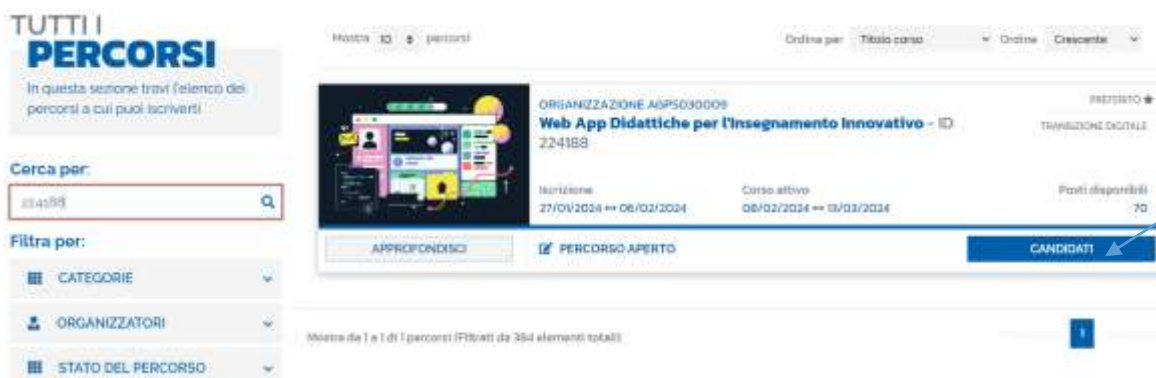 TUTTI I
PERCORSI
In questa sezione trovi l'elenco dei
percorsi a cui puoi iscriverti
Cerca per:
224188
Filtra per:
CATEGORIE
ORGANIZZATORI
STATO DEL PERCORSO
Mostra 10 percorsi
Ordina per Titolo corso Ordine Crescente
ORGANIZZAZIONE AGPS030009
PREFERITO
Web App Didattiche per l'Insegnamento Innovativo - ID
224188
TRANSIZIONE DIGITALE
Iscrizione
27/01/2024 ↔ 06/02/2024
Corso attivo
08/02/2024 ↔ 13/03/2024
Posti disponibili
70
APPROFONDISCI
PERCORSO APERTO
CANDIDATI
Mostra da 1 a 1 di 1 percorsi (Filtrati da 384 elementi totali)
1